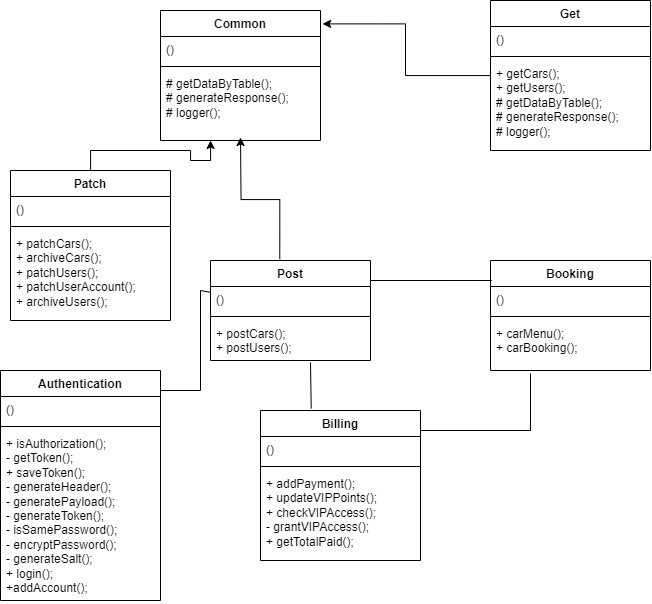 Common
()
# getDataByTable();
# generateResponse();
# logger();
Get
()
+ getCars();
+ getUsers();
# getDataByTable();
# generateResponse();
# logger();
Patch
()
+ patchCars();
+ archiveCars();
+ patchUsers();
+ patchUserAccount();
+ archiveUsers();
Post
()
+ postCars();
+ postUsers();
Booking
()
+ carMenu();
+ carBooking();
Authentication
()
+ isAuthorization();
- getToken();
+ saveToken();
- generateHeader();
- generatePayload();
- generateToken();
- isSamePassword();
- encryptPassword();
- generateSalt();
+ login();
+addAccount();
Billing
()
+ addPayment();
+ updateVIPPoints();
+ checkVIPAccess();
- grantVIPAccess();
+ getTotalPaid();